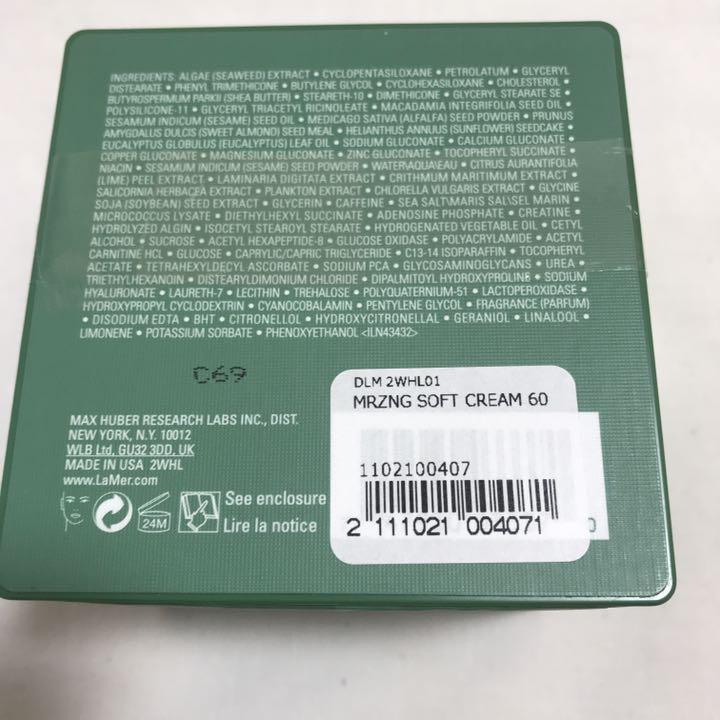 INGREDIENTS: ALGAE (SEAWEED) EXTRACT • CYCLOPENTASILOXANE • PETROLATUM • GLYCERYL
DISTEARATE • PHENYL TRIMETHICONE • BUTYLENE GLYCOL • CYCLOHEXASILOXANE • CHOLESTEROL •
BUTYROSPERMUM PARKII (SHEA BUTTER) • STEARETH-10 • DIMETHICONE • GLYCERYL STEARATE SE •
POLYSILICONE-11 • GLYCERYL TRIACETYL RICINOLEATE • MACADAMIA INTEGRIFOLIA SEED OIL •
SESAMUM INDICUM (SESAME) SEED OIL • MEDICAGO SATIVA (ALFALFA) SEED POWDER • PRUNUS
AMYGDALUS DULCIS (SWEET ALMOND) SEED MEAL • HELIANTHUS ANNUUS (SUNFLOWER) SEEDCAKE •
EUCALYPTUS GLOBULUS (EUCALYPTUS) LEAF OIL • SODIUM GLUCONATE • CALCIUM GLUCONATE •
COPPER GLUCONATE • MAGNESIUM GLUCONATE • ZINC GLUCONATE • TOCOPHERYL SUCCINATE •
NIACIN • SESAMUM INDICUM (SESAME) SEED POWDER • WATER\AQUA\EAU • CITRUS AURANTIFOLIA
(LIME) PEEL EXTRACT • LAMINARIA DIGITATA EXTRACT • CRITHMUM MARITIMUM EXTRACT •
SALICORNIA HERBACEA EXTRACT • PLANKTON EXTRACT • CHLORELLA VULGARIS EXTRACT • GLYCINE
SOJA (SOYBEAN) SEED EXTRACT • GLYCERIN • CAFFEINE • SEA SALT\MARIS SAL\SEL MARIN •
MICROCOCCUS LYSATE • DIETHYLHEXYL SUCCINATE • ADENOSINE PHOSPHATE • CREATINE •
HYDROLYZED ALGIN • ISOCETYL STEAROYL STEARATE • HYDROGENATED VEGETABLE OIL • CETYL
ALCOHOL • SUCROSE • ACETYL HEXAPEPTIDE-8 • GLUCOSE OXIDASE • POLYACRYLAMIDE • ACETYL
CARNITINE HCL • GLUCOSE • CAPRYLIC/CAPRIC TRIGLYCERIDE • C13-14 ISOPARAFFIN • TOCOPHERYL
ACETATE • TETRAHEXYLDECYL ASCORBATE • SODIUM PCA • GLYCOSAMINOGLYCANS • UREA •
TRIETHYLHEXANOIN • DISTEARYLDIMONIUM CHLORIDE • DIPALMITOYL HYDROXYPROLINE • SODIUM
HYALURONATE • LAURETH-7 • LECITHIN • TREHALOSE • POLYQUATERNIUM-51 • LACTOPEROXIDASE •
HYDROXYPROPYL CYCLODEXTRIN • CYANOCOBALAMIN • PENTYLENE GLYCOL • FRAGRANCE (PARFUM)
• DISODIUM EDTA • BHT • CITRONELLOL • HYDROXYCITRONELLAL • GERANIOL • LINALOOL •
LIMONENE • POTASSIUM SORBATE • PHENOXYETHANOL <ILN43432>
C69
MAX HUBER RESEARCH LABS INC., DIST.
NEW YORK, N.Y. 10012
WLB Ltd, GU32 3DD, UK
MADE IN USA 2WHL
www.LaMer.com
24M
See enclosure
Lire la notice
DLM 2WHL01
MRZNG SOFT CREAM 60
1102100407
2 111021 004071
0